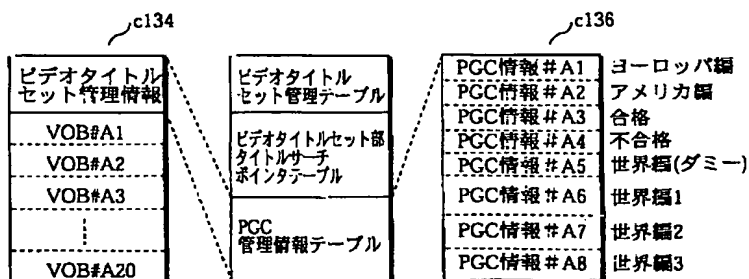 c134
c136
ビデオタイトル
セット管理情報
VOB#A1
VOB#A2
VOB#A3
VOB#A20
ビデオタイトル
セット管理テーブル
ビデオタイトルセット部
タイトルサーチ
ポインタテーブル
PGC
管理情報テーブル
PGC情報#A1 ヨーロッパ編
PGC情報#A2 アメリカ編
PGC情報#A3 合格
PGC情報#A4 不合格
PGC情報#A5 世界編(ダミー)
PGC情報#A6 世界編1
PGC情報#A7 世界編2
PGC情報#A8 世界編3